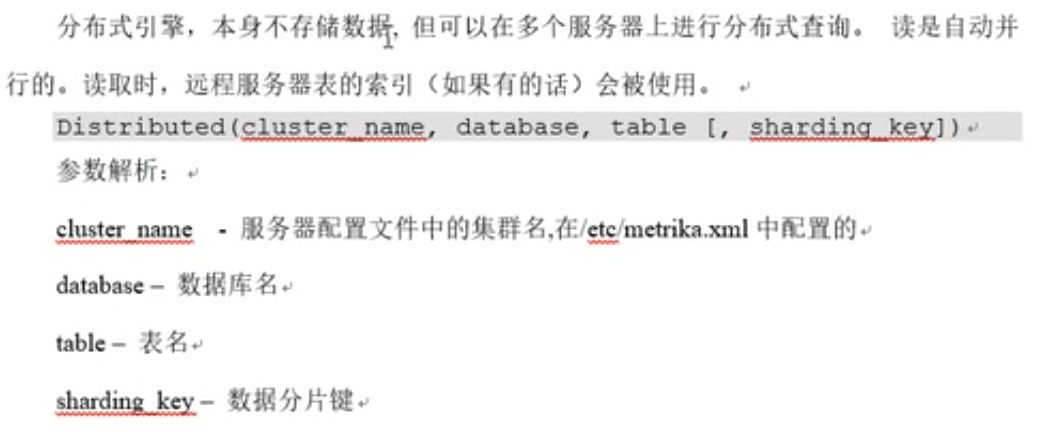 分布式引擎，本身不存储数据，但可以在多个服务器上进行分布式查询。 读是自动并
行的。读取时，远程服务器表的索引（如果有的话）会被使用。
Distributed(cluster_name, database, table [, sharding_key])
参数解析：
cluster_name - 服务器配置文件中的集群名,在/etc/metrika.xml 中配置的
database – 数据库名
table – 表名
sharding_key – 数据分片键